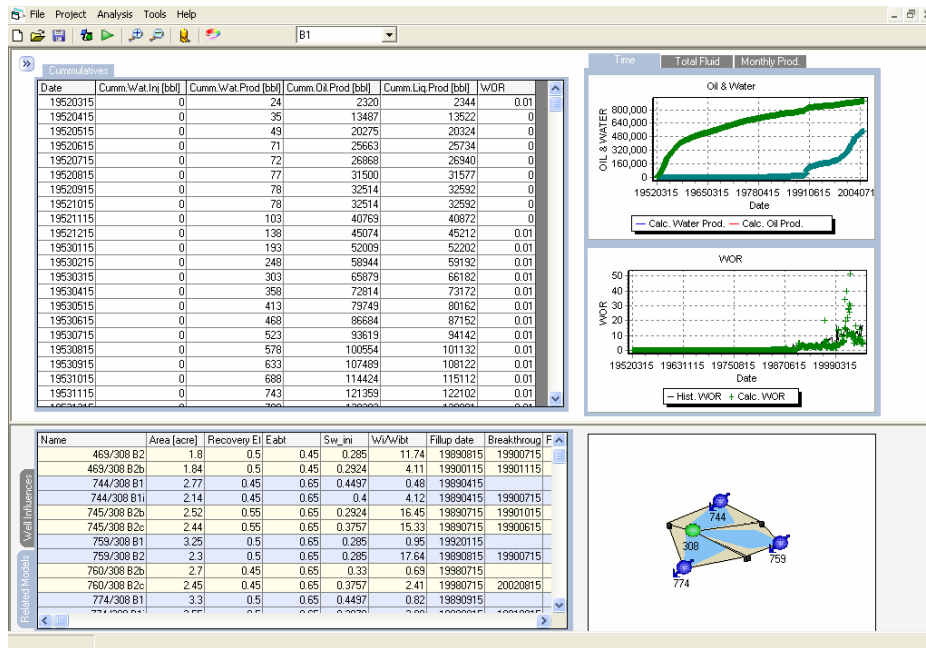 File Project Analysis Tools Help
B1
Cummulatives
Date Cumm.Wat.Inj [bbl] Cumm.Wat.Prod [bbl] Cumm.Oil.Prod [bbl] Cumm.Liq.Prod [bbl] WOR
19520315 0 24 2320 2344 0.01
19520415 0 35 13487 13522 0
19520515 0 49 20275 20324 0
19520615 0 71 25663 25734 0
19520715 0 72 26868 26940 0
19520815 0 77 31500 31577 0
19520915 0 78 32514 32592 0
19521015 0 78 32514 32592 0
19521115 0 103 40769 40872 0
19521215 0 138 45074 45212 0.01
19530115 0 193 52009 52202 0.01
19530215 0 248 58944 59192 0.01
19530315 0 303 65879 66182 0.01
19530415 0 358 72814 73172 0.01
19530515 0 413 79749 80162 0.01
19530615 0 468 86684 87152 0.01
19530715 0 523 93619 94142 0.01
19530815 0 578 100554 101132 0.01
19530915 0 633 107489 108122 0.01
19531015 0 688 114424 115112 0.01
19531115 0 743 121359 122102 0.01
Time Total Fluid Monthly Prod.
Oil & Water
OIL & WATER
800,000
640,000
480,000
320,000
160,000
0
19520315 19650315 19780415 19910615 2004071
Date
Calc. Water Prod. Calc. Oil Prod.
WOR
WOR
50
40
30
20
10
0
19520315 19631115 19750815 19870615 19990315
Date
Hist. WOR + Calc. WOR
Well Influences
Related Models
Name Area [acre] Recovery El Eabt Sw_ini Wi/Wibt Fillup date Breakthroug F
469/308 B2 1.8 0.5 0.45 0.285 11.74 19890815 19900715
469/308 B2b 1.84 0.5 0.45 0.2924 4.11 19900115 19901115
744/308 B1 2.77 0.45 0.65 0.4497 0.48 19890415
744/308 B1i 2.14 0.45 0.65 0.4 4.12 19890415 19900715
745/308 B2b 2.52 0.55 0.65 0.2924 16.45 19890715 19901015
745/308 B2c 2.44 0.55 0.65 0.3757 15.33 19890715 19900615
759/308 B1 3.25 0.5 0.65 0.285 0.95 19920115
759/308 B2 2.3 0.5 0.65 0.285 17.64 19890815 19900715
760/308 B2b 2.7 0.45 0.65 0.33 0.69 19980715
760/308 B2c 2.45 0.45 0.65 0.3757 2.41 19980715 20020815
774/308 B1 3.3 0.5 0.65 0.4497 0.82 19890915
744
308
759
774